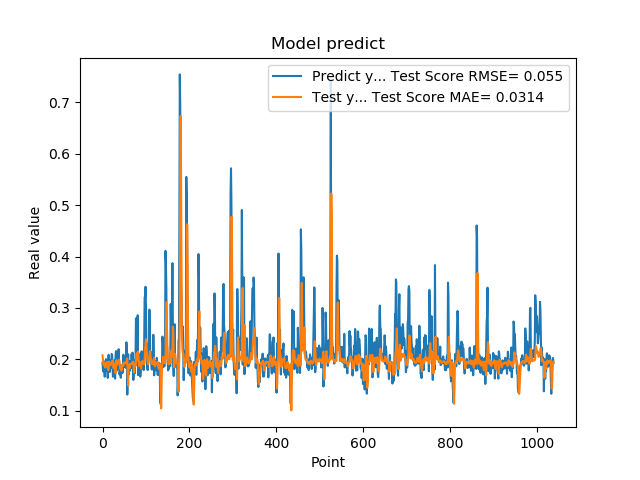 Model predict
Predict y... Test Score RMSE= 0.055
Test y... Test Score MAE= 0.0314
0.7
0.6
0.5
0.4
0.3
0.2
0.1
Real value
0 200 400 600 800 1000
Point